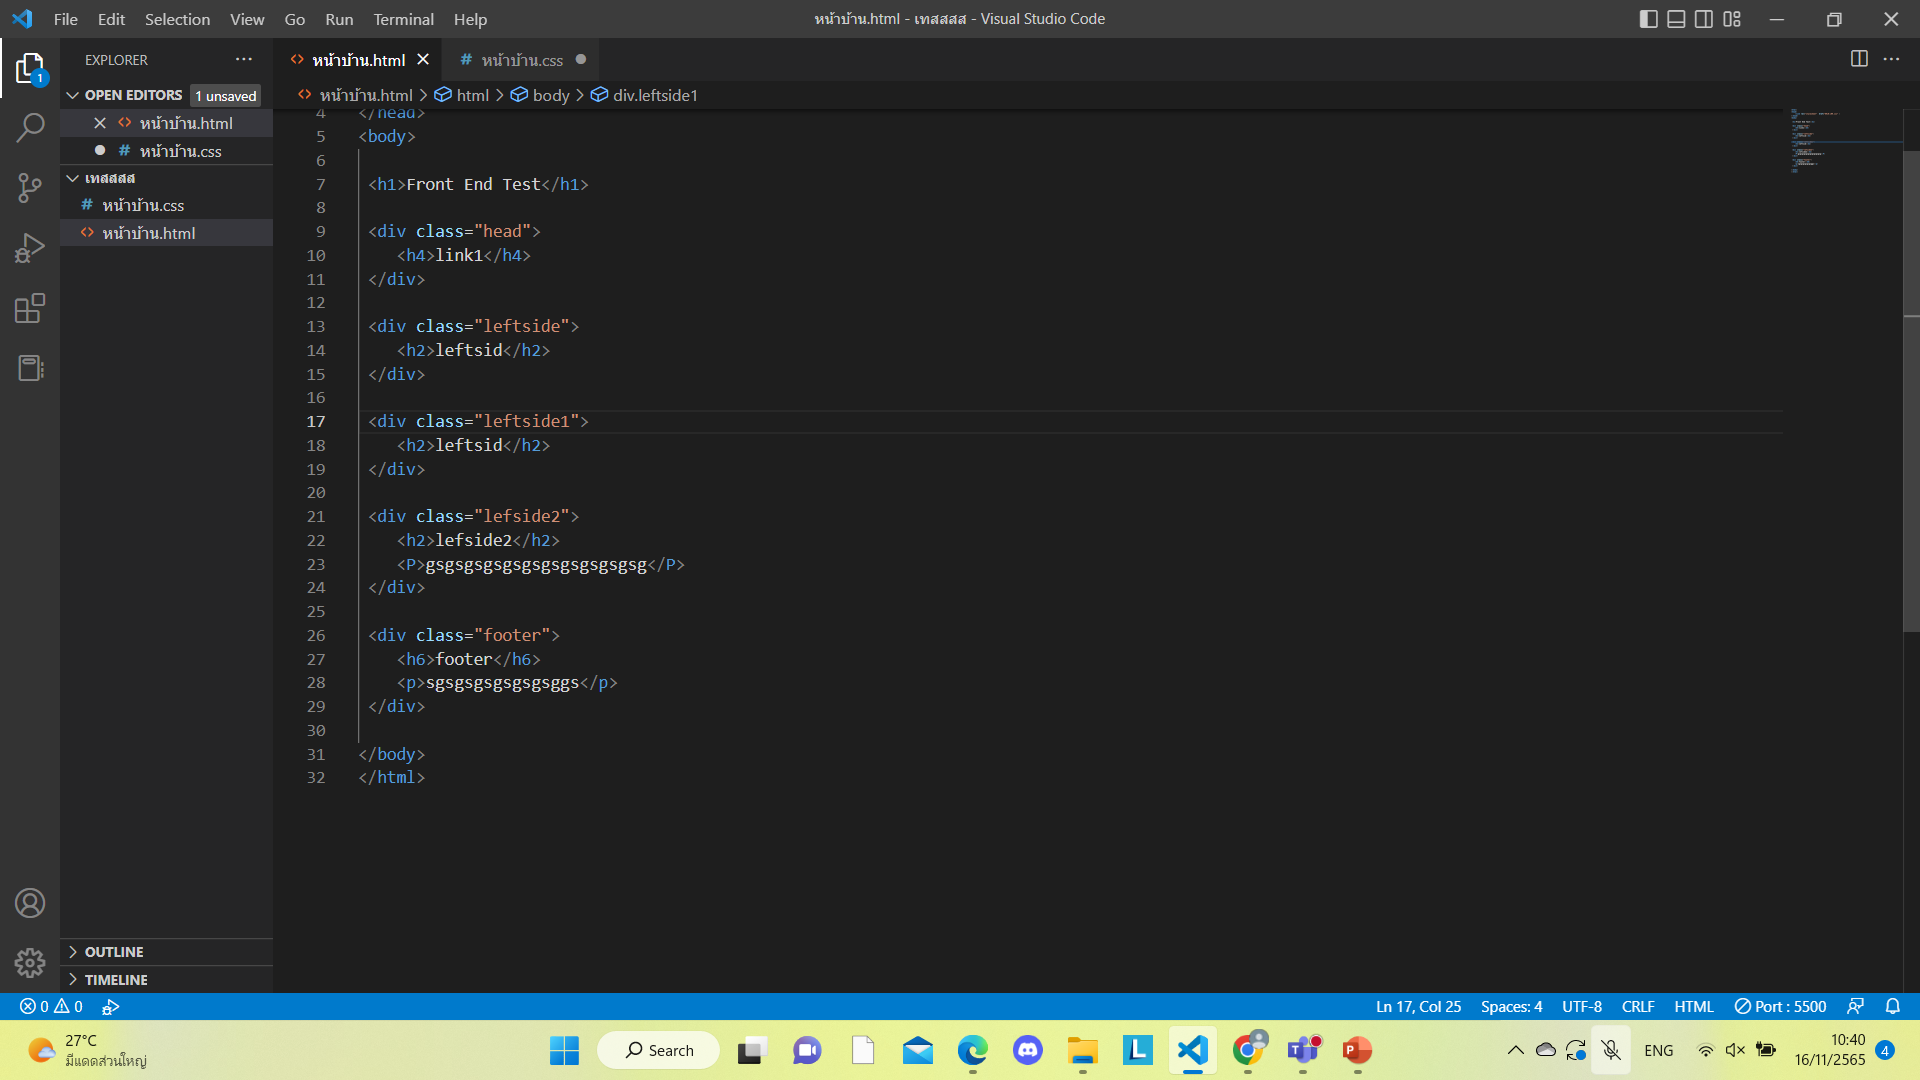 File Edit Selection View Go Run Terminal Help
หน้าบ้าน.html - เทสสสส - Visual Studio Code
EXPLORER
OPEN EDITORS 1 unsaved
หน้าบ้าน.html
หน้าบ้าน.css
เทสสสส
# หน้าบ้าน.css
<> หน้าบ้าน.html
OUTLINE
TIMELINE
<> หน้าบ้าน.html
# หน้าบ้าน.css
<> หน้าบ้าน.html > html > body > div.leftside1
4 </head>
5 <body>
6
7 <h1>Front End Test</h1>
8
9 <div class="head">
10 <h4>link1</h4>
11 </div>
12
13 <div class="leftside">
14 <h2>leftsid</h2>
15 </div>
16
17 <div class="leftside1">
18 <h2>leftsid</h2>
19 </div>
20
21 <div class="lefside2">
22 <h2>lefside2</h2>
23 <P>gsgsgsgsgsgsgsgsgsgsgsg</P>
24 </div>
25
26 <div class="footer">
27 <h6>footer</h6>
28 <p>sgsgsgsgsgsgsggs</p>
29 </div>
30
31 </body>
32 </html>
0 0
Ln 17, Col 25 Spaces: 4 UTF-8 CRLF HTML Port : 5500
27°C
มีแดดส่วนใหญ่
Search
ENG
10:40
16/11/2565
4